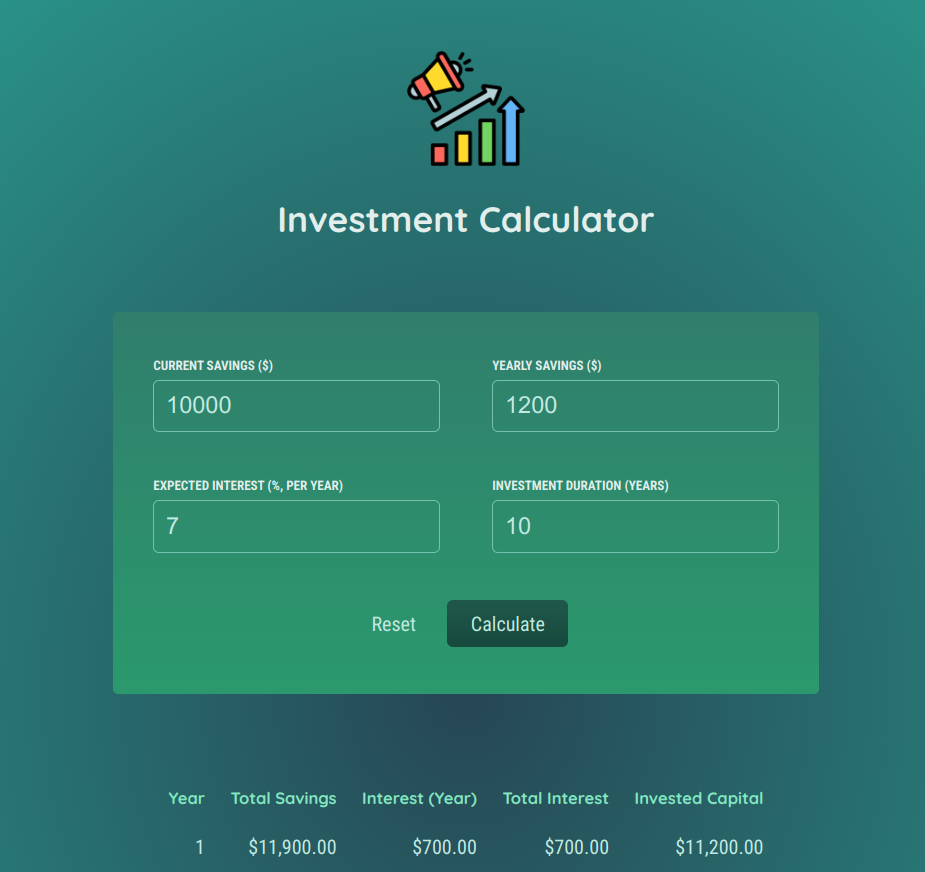 Investment Calculator
CURRENT SAVINGS ($) YEARLY SAVINGS ($)
10000 1200
EXPECTED INTEREST (%, PER YEAR) INVESTMENT DURATION (YEARS)
7 10
Reset Calculate
Year Total Savings Interest (Year) Total Interest Invested Capital
1 $11,900.00 $700.00 $700.00 $11,200.00